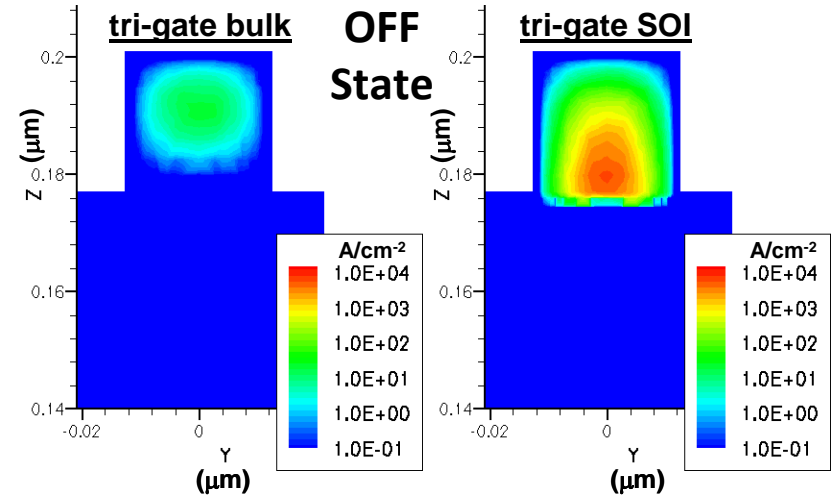 tri-gate bulk
OFF
State
tri-gate SOI
0.2
0.18
0.16
0.14
Z (μm)
-0.02
0
Y
(μm)
A/cm-2
1.0E+04
1.0E+03
1.0E+02
1.0E+01
1.0E+00
1.0E-01
0.2
0.18
0.16
0.14
Z (μm)
-0.02
0
Y
(μm)
A/cm-2
1.0E+04
1.0E+03
1.0E+02
1.0E+01
1.0E+00
1.0E-01